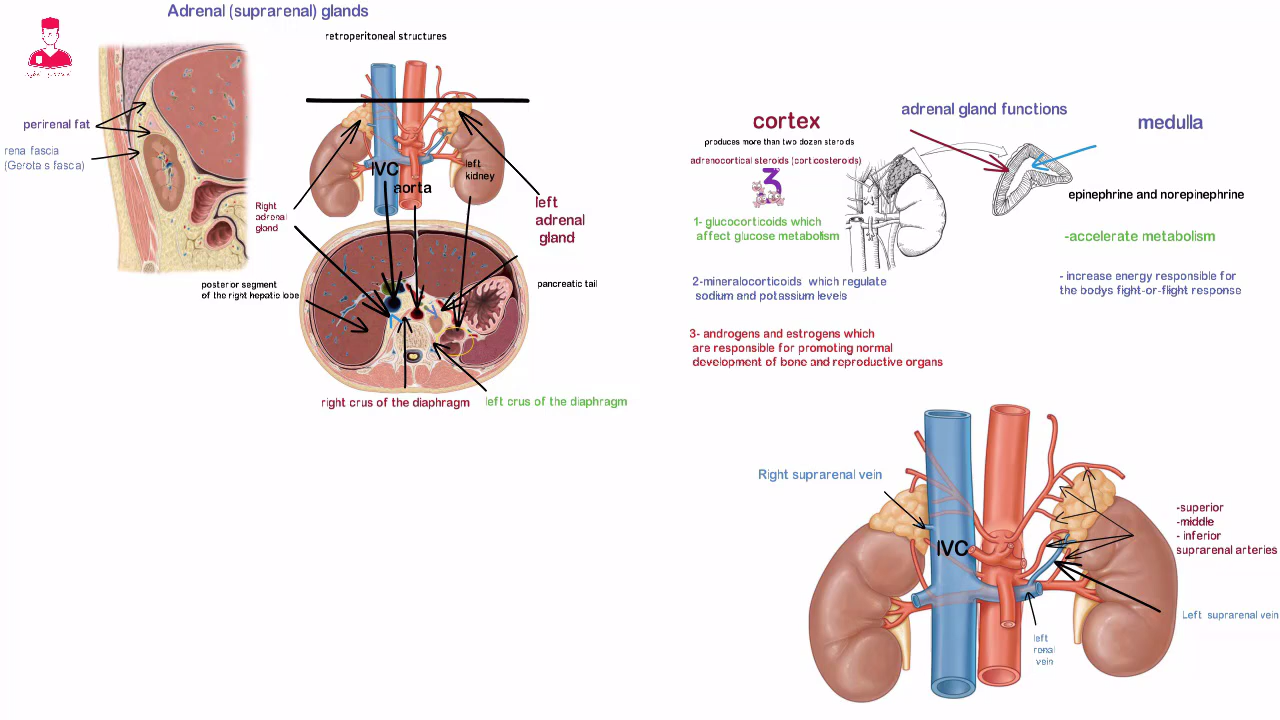 Adrenal (suprarenal) glands
retroperitoneal structures
perirenal fat
rena fascia
(Gerota s fasca)
IVC
aorta
left
kidney
Right
adrenal
gland
left
adrenal
gland
posterior segment
of the right hepatic lobe
pancreatic tail
right crus of the diaphragm
left crus of the diaphragm
adrenal gland functions
cortex
produces more than two dozen steroids
adrenocortical steroids (corticosteroids)
3
1- glucocorticoids which
affect glucose metabolism
2-mineralocorticoids which regulate
sodium and potassium levels
3- androgens and estrogens which
are responsible for promoting normal
development of bone and reproductive organs
medulla
epinephrine and norepinephrine
-accelerate metabolism
- increase energy responsible for
the bodys fight-or-flight response
Right suprarenal vein
IVC
-superior
-middle
- inferior
suprarenal arteries
Left suprarenal vein
left
vein